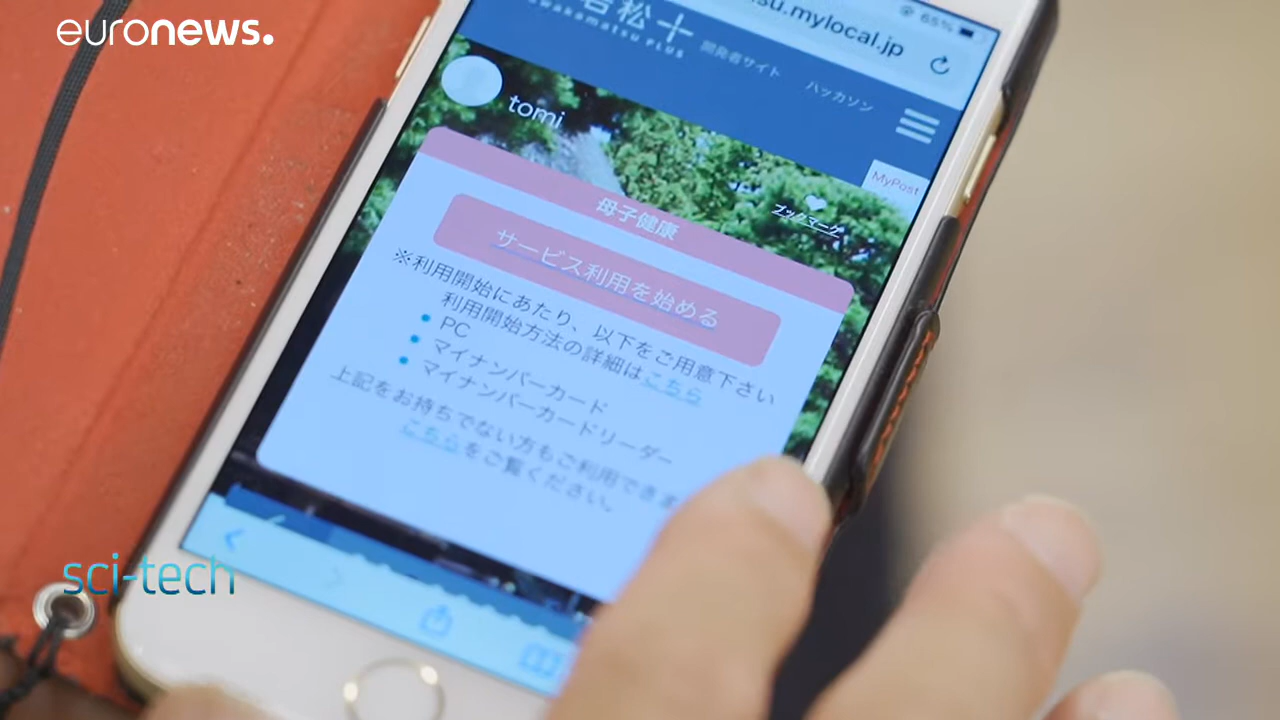 euronews.
su.mylocal.jp
65%
若松＋
wakamatsu PLUS
開発者サイト
ハッカソン
tomi
MyPost
ブックマーク
母子健康
サービス利用を始める
※利用開始にあたり、以下をご用意下さい
利用開始方法の詳細はこちら
PC
マイナンバーカード
マイナンバーカードリーダー
上記をお持ちでない方もご利用できま
こちらをご覧ください。
sci-tech